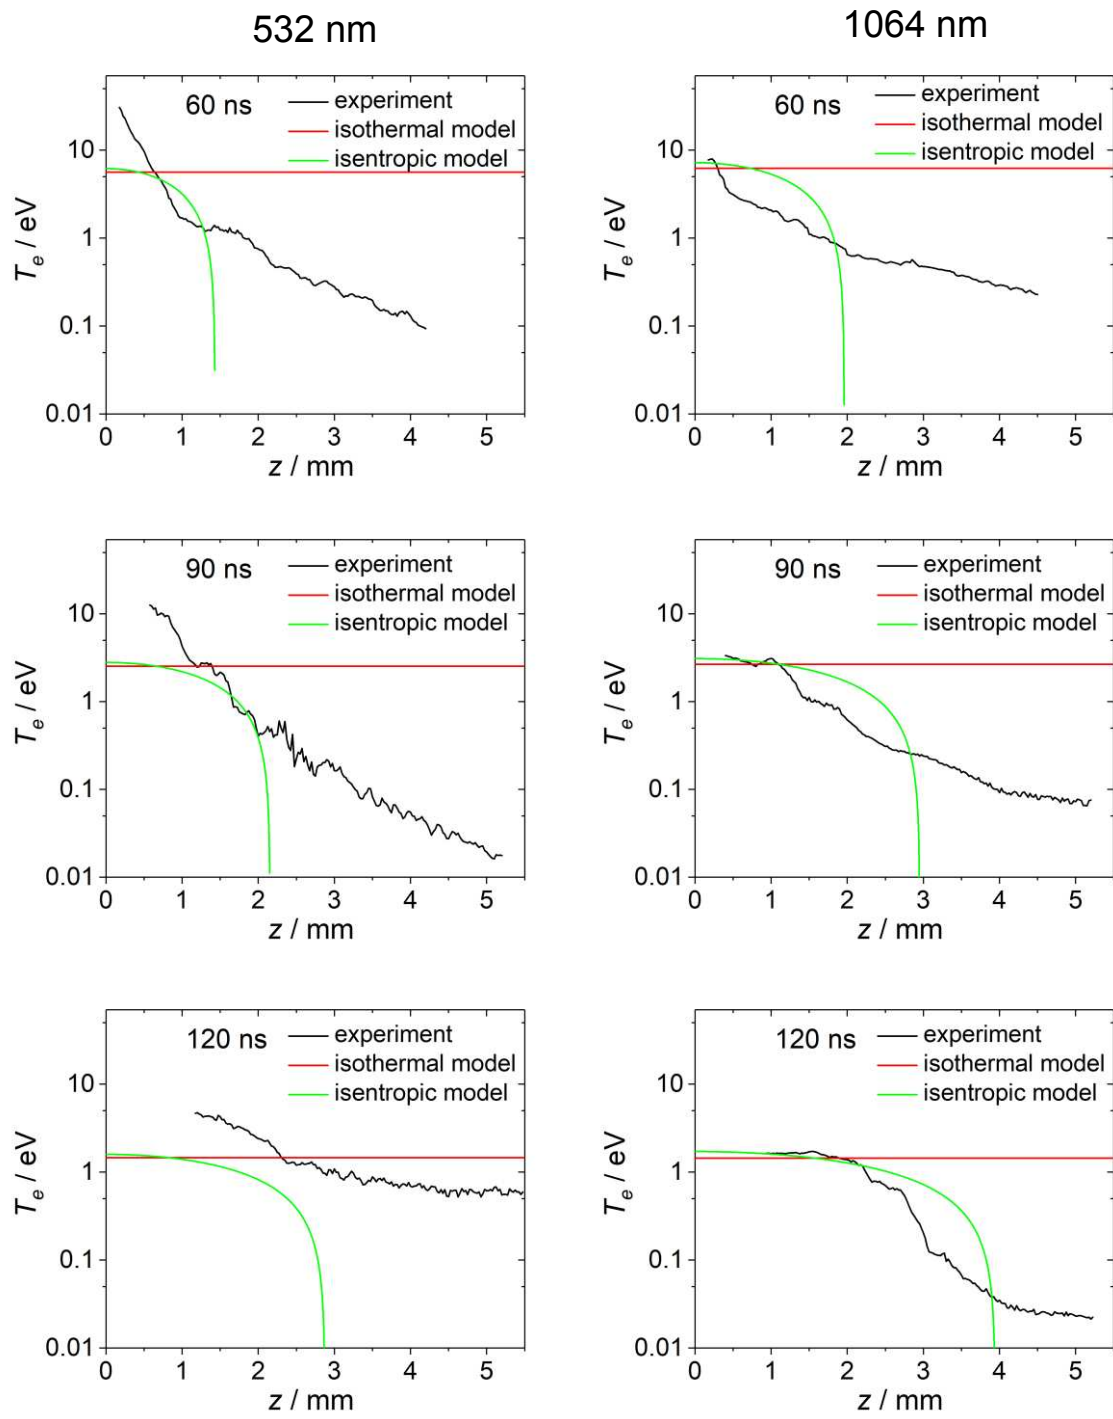 532 nm
1064 nm
60 ns
experiment
isothermal model
isentropic model
10
1
0.1
0.01
T_e / eV
0 1 2 3 4 5
z / mm
60 ns
experiment
isothermal model
isentropic model
10
1
0.1
0.01
T_e / eV
0 1 2 3 4 5
z / mm
90 ns
experiment
isothermal model
isentropic model
10
1
0.1
0.01
T_e / eV
0 1 2 3 4 5
z / mm
90 ns
experiment
isothermal model
isentropic model
10
1
0.1
0.01
T_e / eV
0 1 2 3 4 5
z / mm
120 ns
experiment
isothermal model
isentropic model
10
1
0.1
0.01
T_e / eV
0 1 2 3 4 5
z / mm
120 ns
experiment
isothermal model
isentropic model
10
1
0.1
0.01
T_e / eV
0 1 2 3 4 5
z / mm